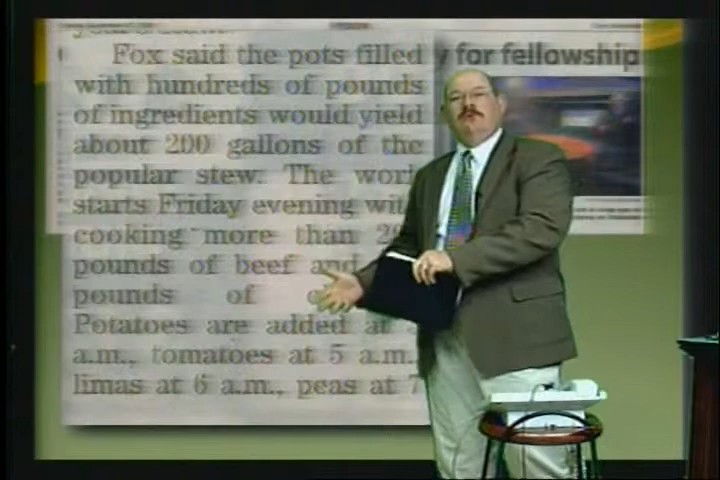 Fox said the pots filled
with hundreds of pounds
of ingredients would yield
about 200 gallons of the
popular stew. The work
starts Friday evening with
cooking more than
pounds of beef and
pounds of
Potatoes are added at
a.m., tomatoes at 5 a.m.,
limas at 6 a.m., peas at 7
for fellowship